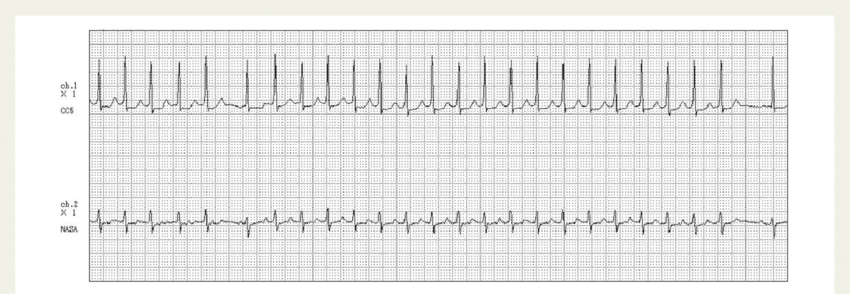 ch.1
X 1
CC5
ch.2
X 1
NASA